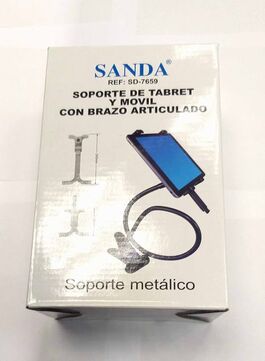 SANDA®
REF: SD-7659
SOPORTE DE TABRET
Y MOVIL
CON BRAZO ARTICULADO
Soporte metálico